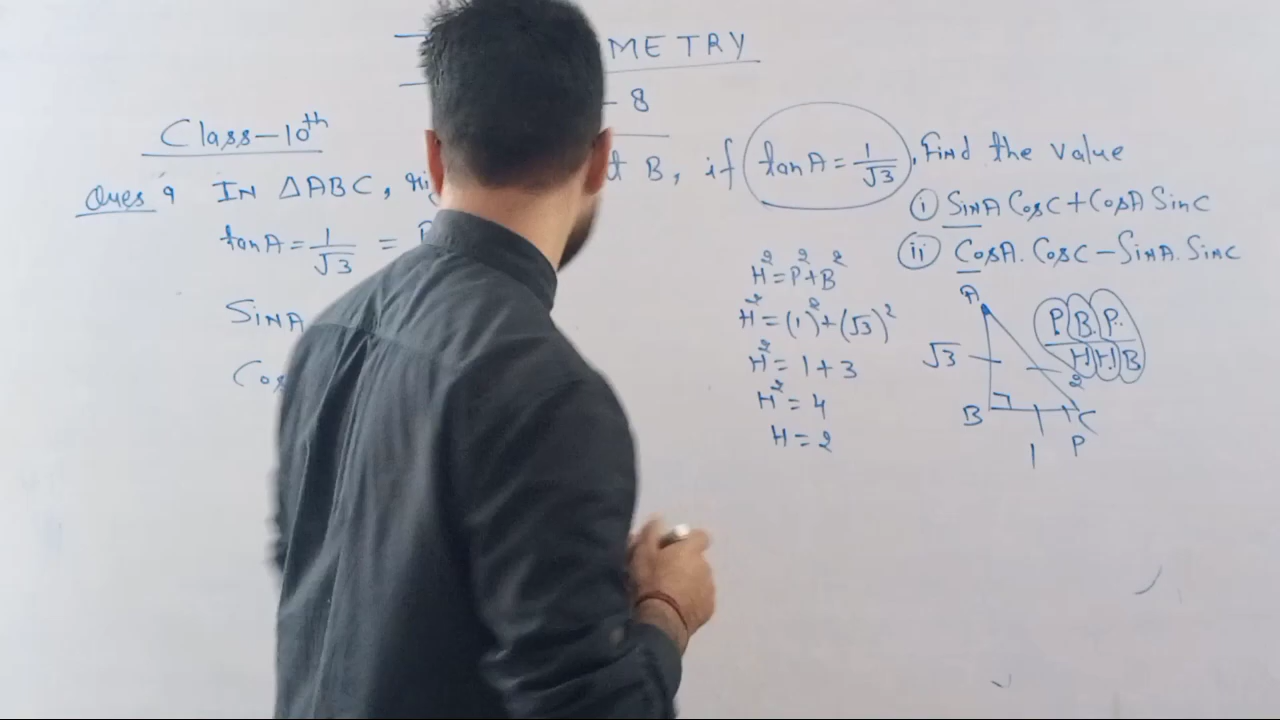 METRY
- 8
Class-10th
Ques 9 IN ΔABC, B, if tanA = 1/√3, Find the value
i SinA CosC + CosA SinC
tanA = 1/√3 =
ii CosA. CosC - SinA. SinC
H² = P² + B²
SinA
H² = (1)² + (√3)²
H² = 1 + 3
H² = 4
H = 2
A
P B P
H H B
√3
2
B C
1 P